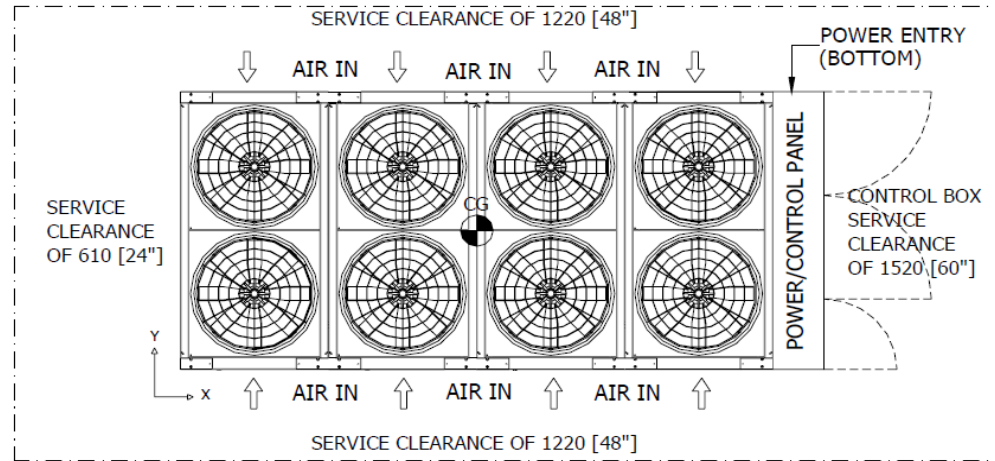 SERVICE CLEARANCE OF 1220 [48"]
POWER ENTRY
(BOTTOM)
AIR IN
AIR IN
AIR IN
POWER/CONTROL PANEL
SERVICE
CLEARANCE
OF 610 [24"]
CG
CONTROL BOX
SERVICE
CLEARANCE
OF 1520 [60"]
Y
X
AIR IN
AIR IN
AIR IN
SERVICE CLEARANCE OF 1220 [48"]